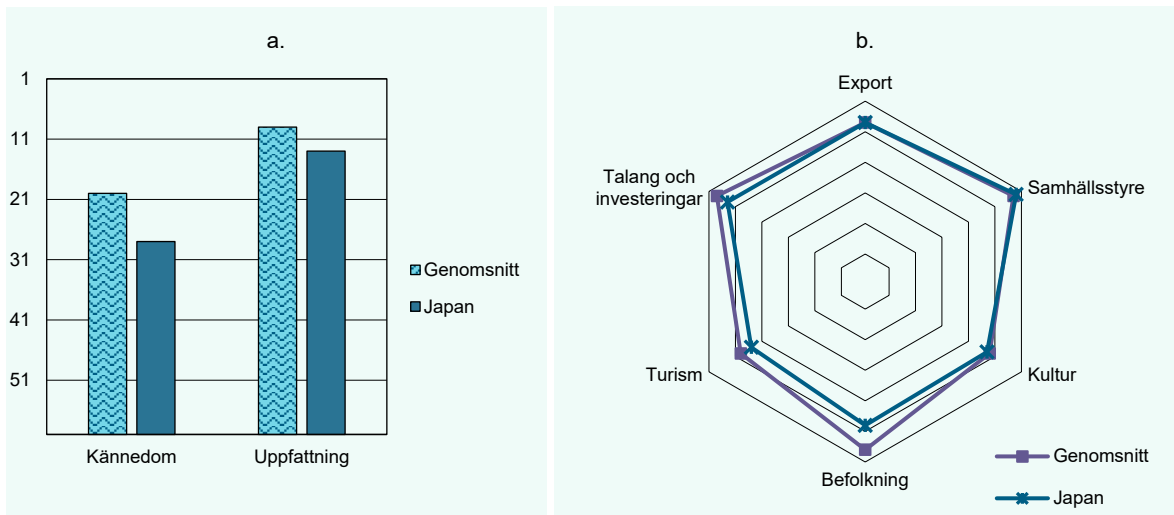 a.
1
11
21
31
41
51
Kännedom
Uppfattning
Genomsnitt
Japan
b.
Export
Samhällsstyre
Kultur
Befolkning
Turism
Talang och
investeringar
Genomsnitt
Japan